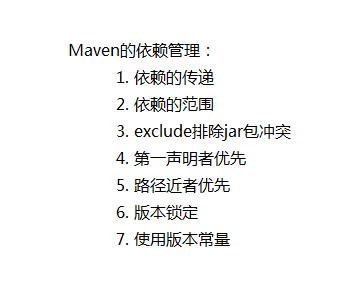 Maven的依赖管理：
1. 依赖的传递
2. 依赖的范围
3. exclude排除jar包冲突
4. 第一声明者优先
5. 路径近者优先
6. 版本锁定
7. 使用版本常量